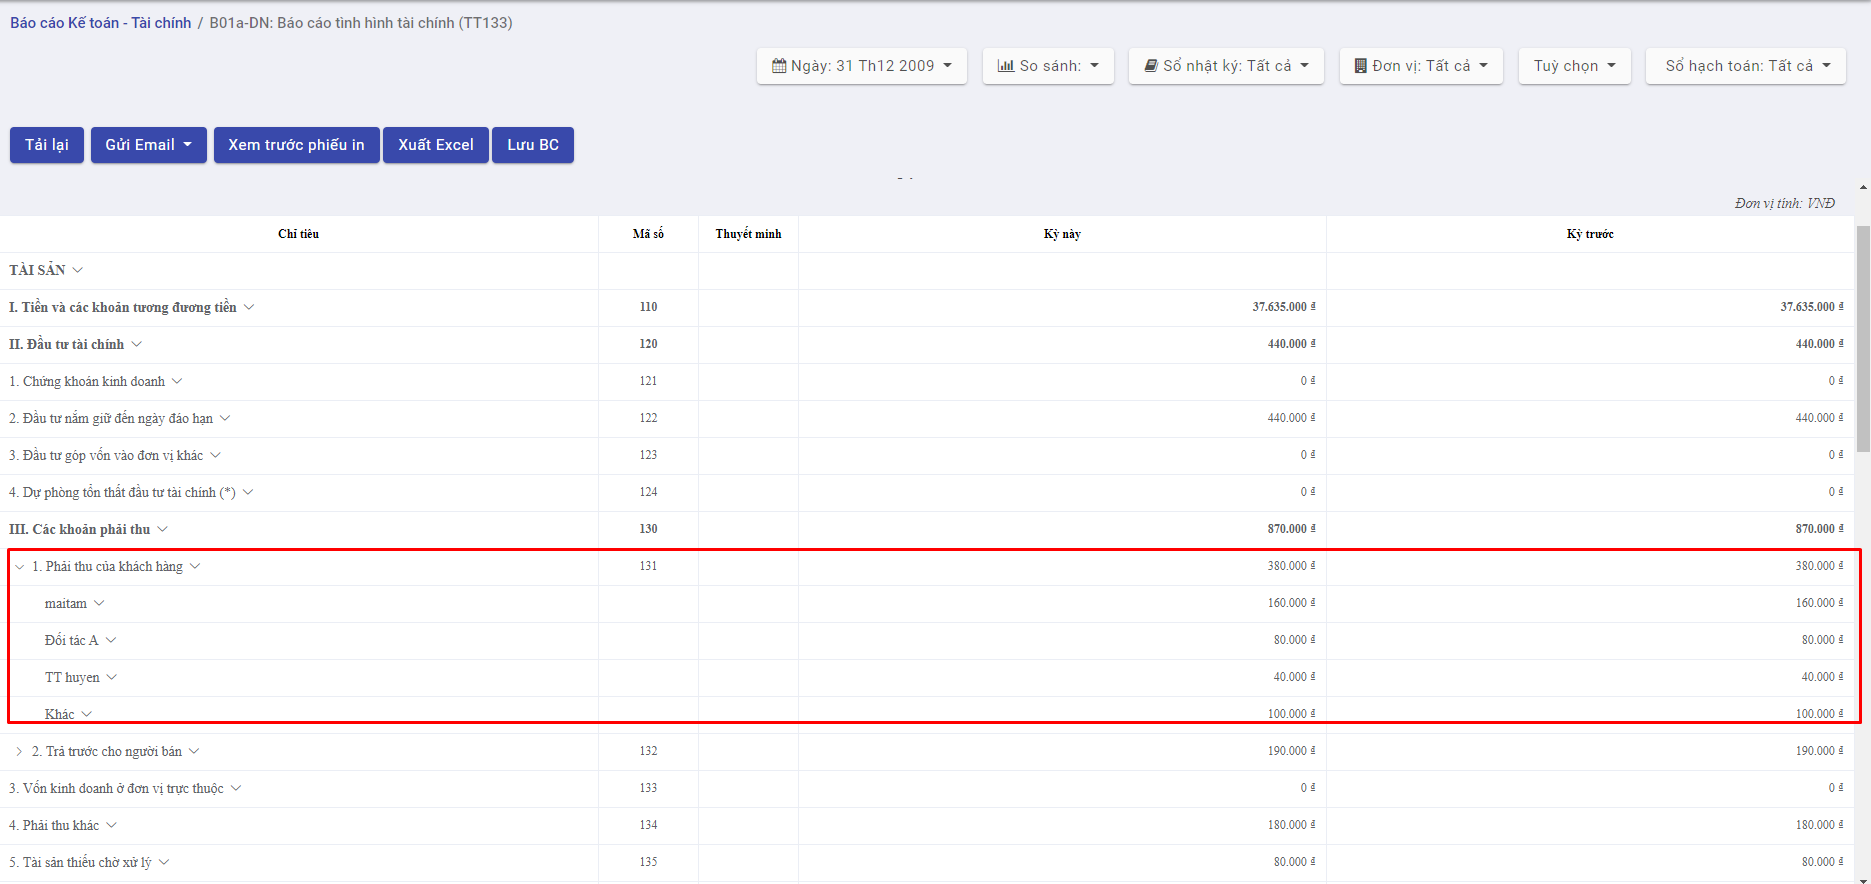 Báo cáo Kế toán - Tài chính / B01a-DN: Báo cáo tình hình tài chính (TT133)
Ngày: 31 Th12 2009 So sánh: Sổ nhật ký: Tất cả Đơn vị: Tất cả Tuỳ chọn Sổ hạch toán: Tất cả
Tải lại Gửi Email Xem trước phiếu in Xuất Excel Lưu BC
Đơn vị tính: VNĐ
Chỉ tiêu Mã số Thuyết minh Kỳ này Kỳ trước
TÀI SẢN
I. Tiền và các khoản tương đương tiền 110 37.635.000 ₫ 37.635.000 ₫
II. Đầu tư tài chính 120 440.000 ₫ 440.000 ₫
1. Chứng khoán kinh doanh 121 0 ₫ 0 ₫
2. Đầu tư nắm giữ đến ngày đáo hạn 122 440.000 ₫ 440.000 ₫
3. Đầu tư góp vốn vào đơn vị khác 123 0 ₫ 0 ₫
4. Dự phòng tổn thất đầu tư tài chính (*) 124 0 ₫ 0 ₫
III. Các khoản phải thu 130 870.000 ₫ 870.000 ₫
1. Phải thu của khách hàng 131 380.000 ₫ 380.000 ₫
maitam 160.000 ₫ 160.000 ₫
Đối tác A 80.000 ₫ 80.000 ₫
TT huyen 40.000 ₫ 40.000 ₫
Khác 100.000 ₫ 100.000 ₫
2. Trả trước cho người bán 132 190.000 ₫ 190.000 ₫
3. Vốn kinh doanh ở đơn vị trực thuộc 133 0 ₫ 0 ₫
4. Phải thu khác 134 180.000 ₫ 180.000 ₫
5. Tài sản thiếu chờ xử lý 135 80.000 ₫ 80.000 ₫